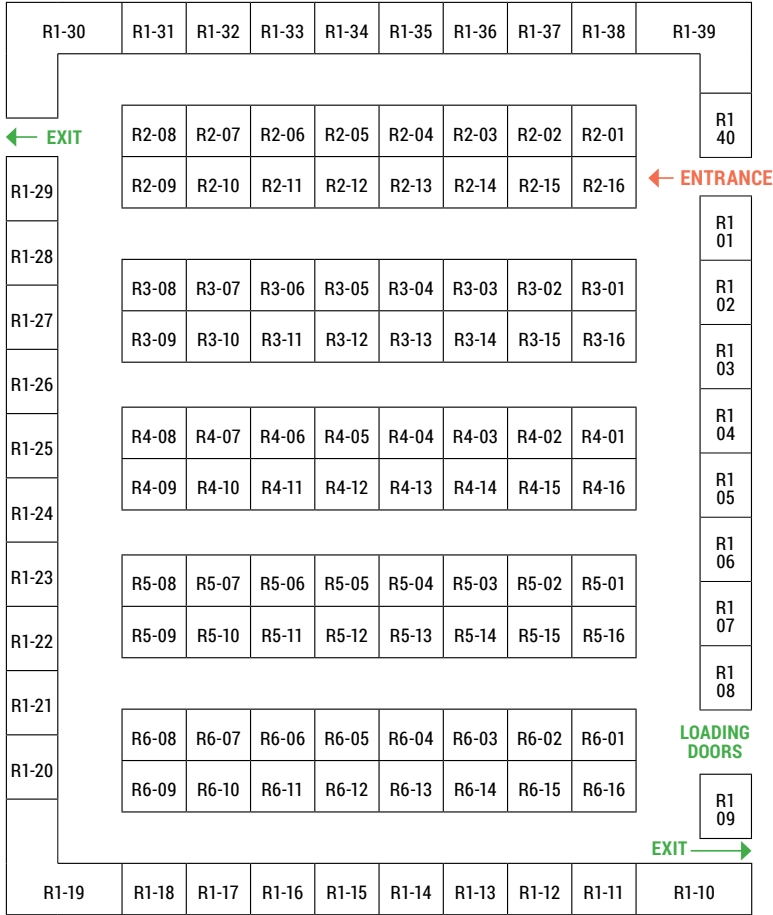 R1-30 R1-31 R1-32 R1-33 R1-34 R1-35 R1-36 R1-37 R1-38 R1-39
R1
40
EXIT
R2-08 R2-07 R2-06 R2-05 R2-04 R2-03 R2-02 R2-01
R2-09 R2-10 R2-11 R2-12 R2-13 R2-14 R2-15 R2-16
ENTRANCE
R1-29
R1
01
R1-28
R3-08 R3-07 R3-06 R3-05 R3-04 R3-03 R3-02 R3-01
R1
02
R1-27
R3-09 R3-10 R3-11 R3-12 R3-13 R3-14 R3-15 R3-16
R1
03
R1-26
R4-08 R4-07 R4-06 R4-05 R4-04 R4-03 R4-02 R4-01
R1
04
R1-25
R4-09 R4-10 R4-11 R4-12 R4-13 R4-14 R4-15 R4-16
R1
05
R1-24
R1
06
R1-23
R5-08 R5-07 R5-06 R5-05 R5-04 R5-03 R5-02 R5-01
R1
07
R1-22
R5-09 R5-10 R5-11 R5-12 R5-13 R5-14 R5-15 R5-16
R1
08
R1-21
R6-08 R6-07 R6-06 R6-05 R6-04 R6-03 R6-02 R6-01
LOADING
DOORS
R1-20
R6-09 R6-10 R6-11 R6-12 R6-13 R6-14 R6-15 R6-16
R1
09
EXIT
R1-19 R1-18 R1-17 R1-16 R1-15 R1-14 R1-13 R1-12 R1-11 R1-10